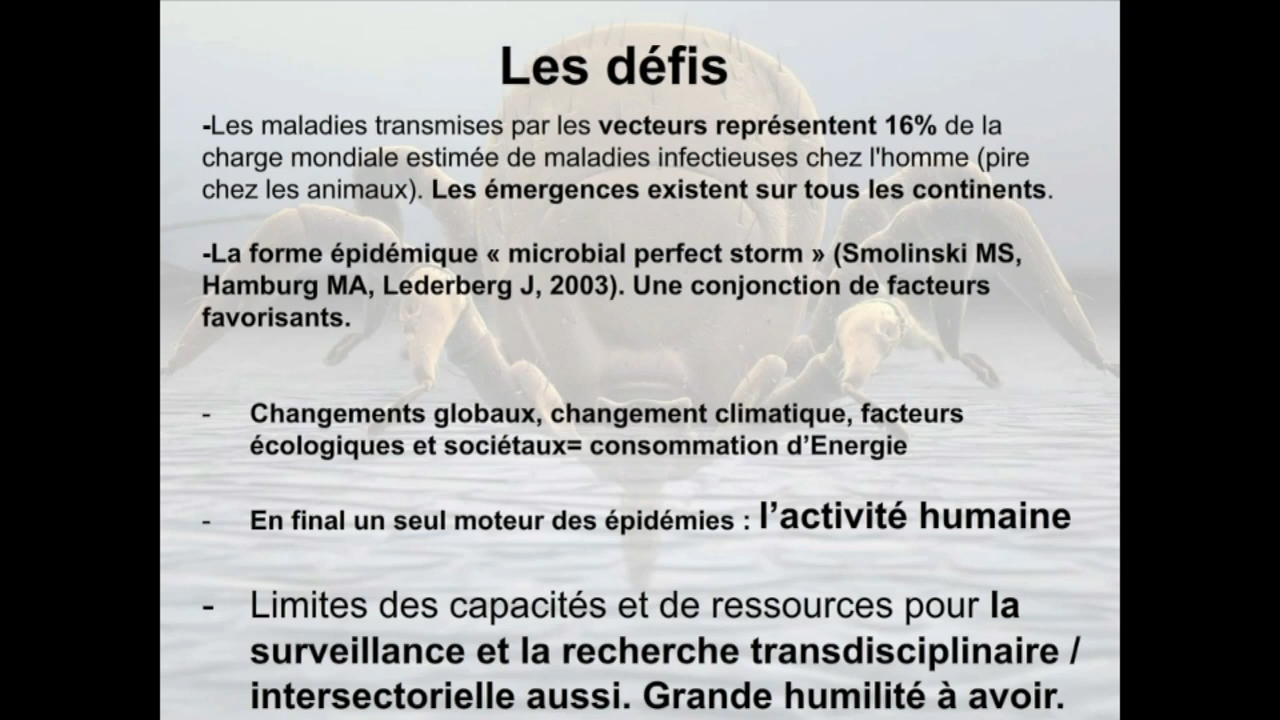 Les défis
-Les maladies transmises par les vecteurs représentent 16% de la
charge mondiale estimée de maladies infectieuses chez l'homme (pire
chez les animaux). Les émergences existent sur tous les continents.
-La forme épidémique « microbial perfect storm » (Smolinski MS,
Hamburg MA, Lederberg J, 2003). Une conjonction de facteurs
favorisants.
- Changements globaux, changement climatique, facteurs
écologiques et sociétaux= consommation d’Energie
- En final un seul moteur des épidémies : l’activité humaine
- Limites des capacités et de ressources pour la
surveillance et la recherche transdisciplinaire /
intersectorielle aussi. Grande humilité à avoir.